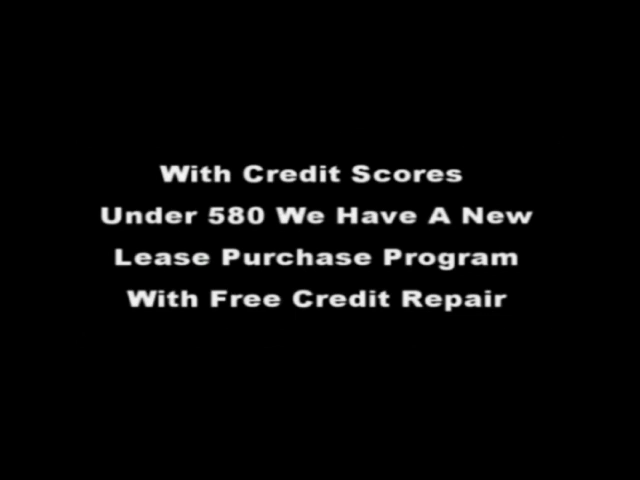 With Credit Scores
Under 580 We Have A New
Lease Purchase Program
With Free Credit Repair